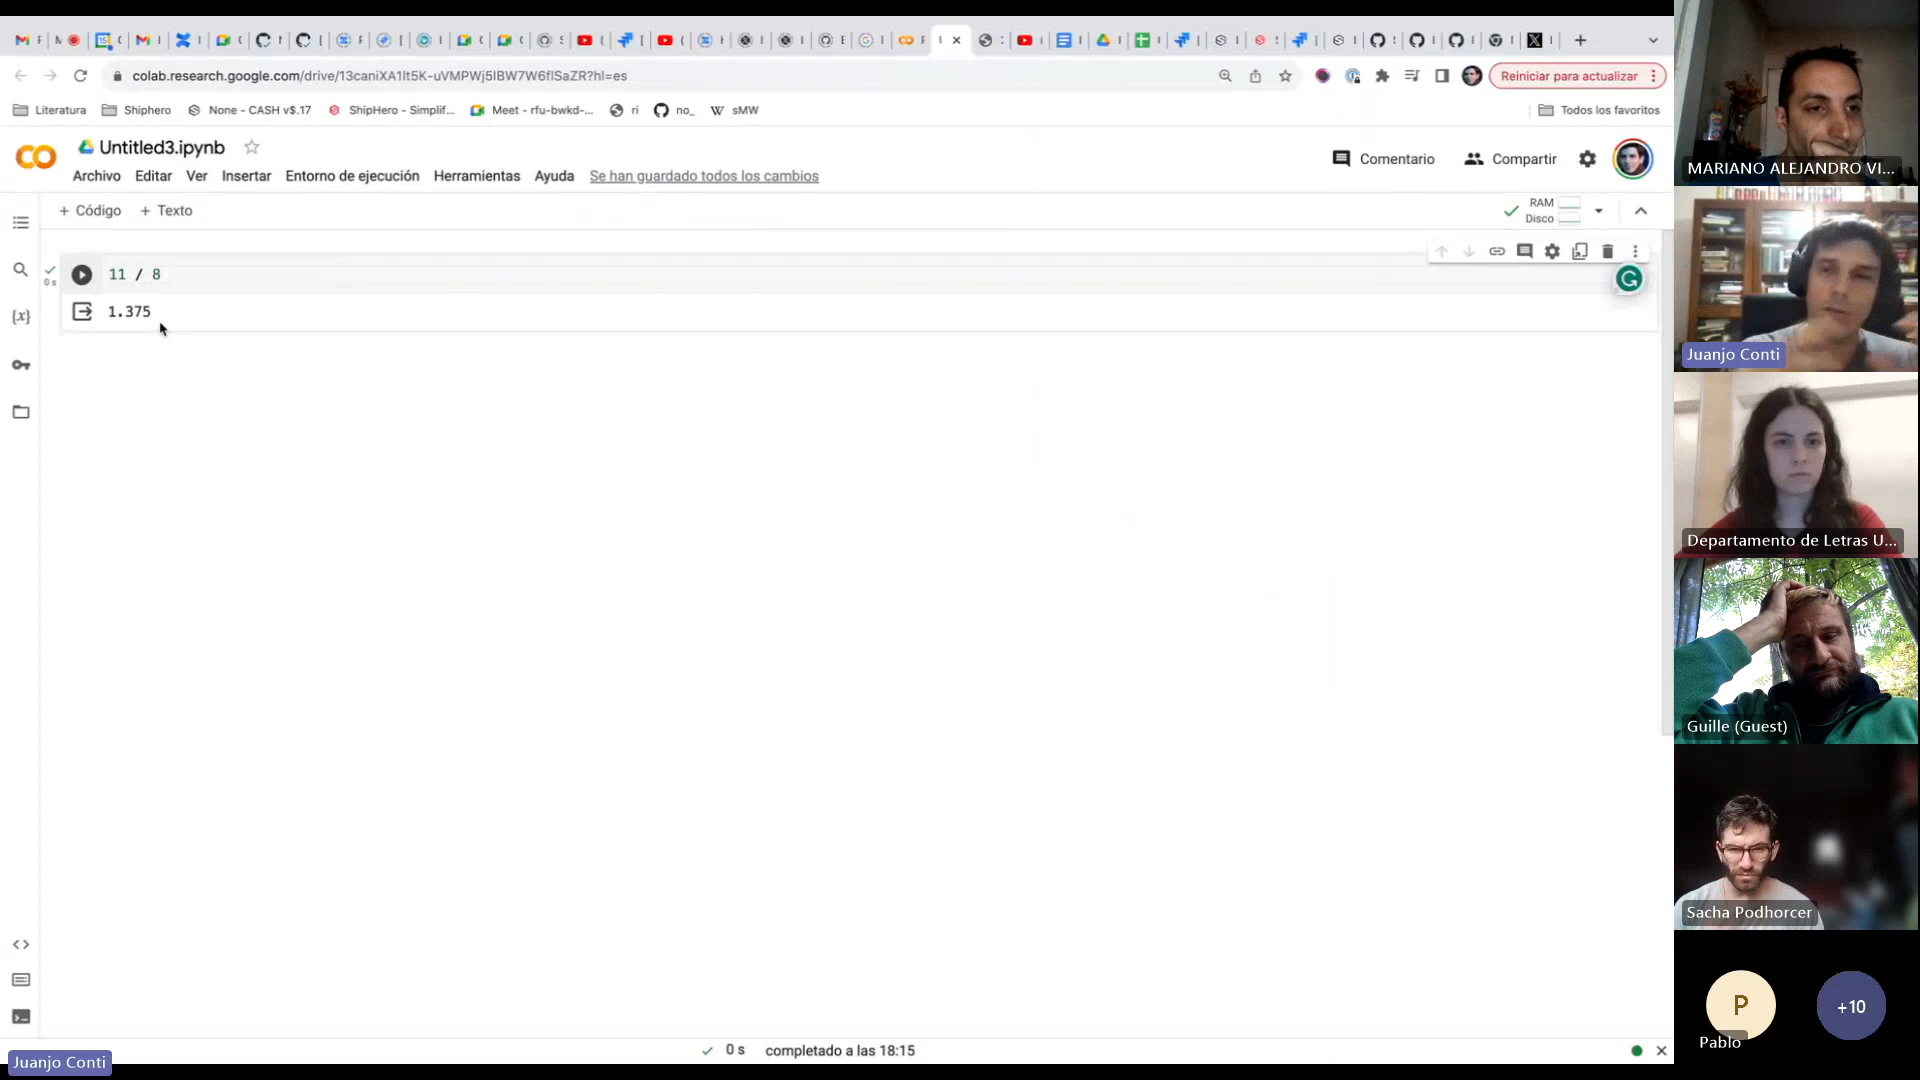 colab.research.google.com/drive/13caniXA1lt5K-uVMPWj5lBW7W6flSaZR?hl=es
Reiniciar para actualizar
Literatura
Shiphero
None - CASH v$.17
ShipHero - Simplif...
Meet - rfu-bwkd-...
ri
no_
sMW
Todos los favoritos
Untitled3.ipynb
Comentario
Compartir
Archivo Editar Ver Insertar Entorno de ejecución Herramientas Ayuda Se han guardado todos los cambios
+ Código + Texto
RAM
Disco
11 / 8
0 s
1.375
0 s completado a las 18:15
Juanjo Conti
MARIANO ALEJANDRO VI...
Juanjo Conti
Departamento de Letras U...
Guille (Guest)
Sacha Podhorcer
P
Pablo
+10